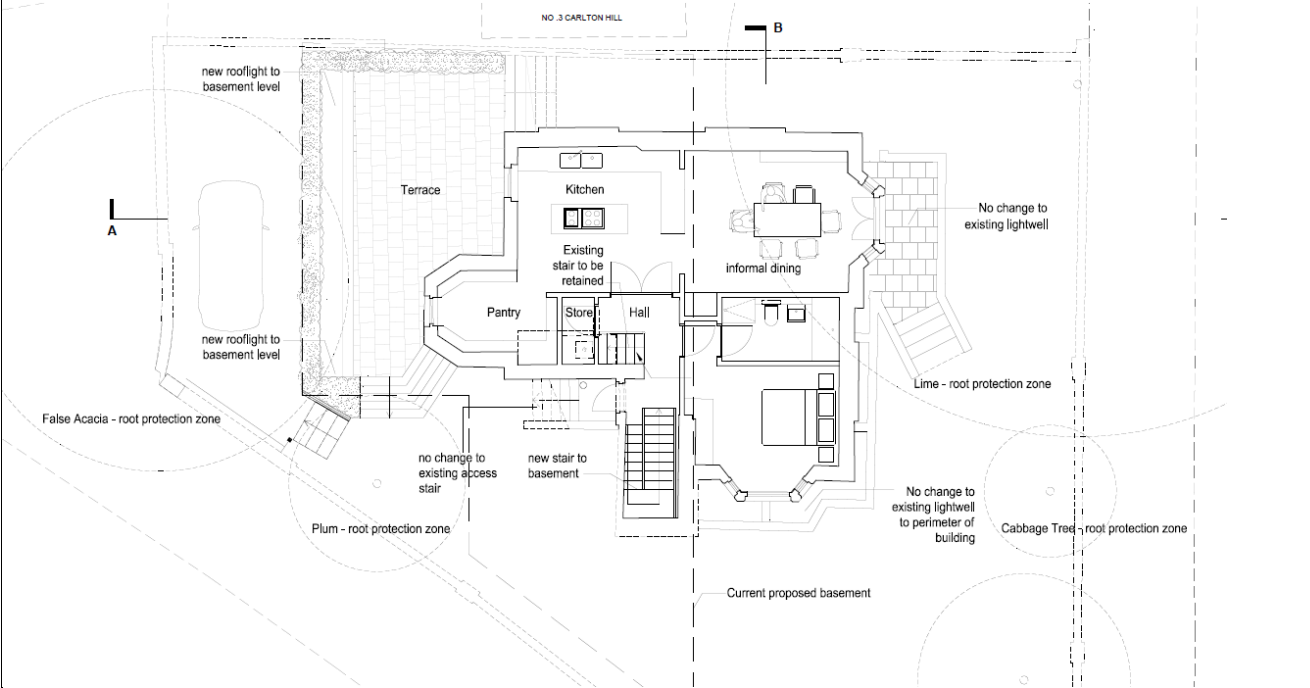 NO .3 CARLTON HILL
B
new rooflight to
basement level
Terrace
Kitchen
A
No change to
existing lightwell
Existing
stair to be
retained
informal dining
Pantry
Store
Hall
new rooflight to
basement level
Lime - root protection zone
False Acacia - root protection zone
no change to
existing access
stair
new stair to
basement
No change to
existing lightwell
to perimeter of
building
Plum - root protection zone
Cabbage Tree - root protection zone
Current proposed basement